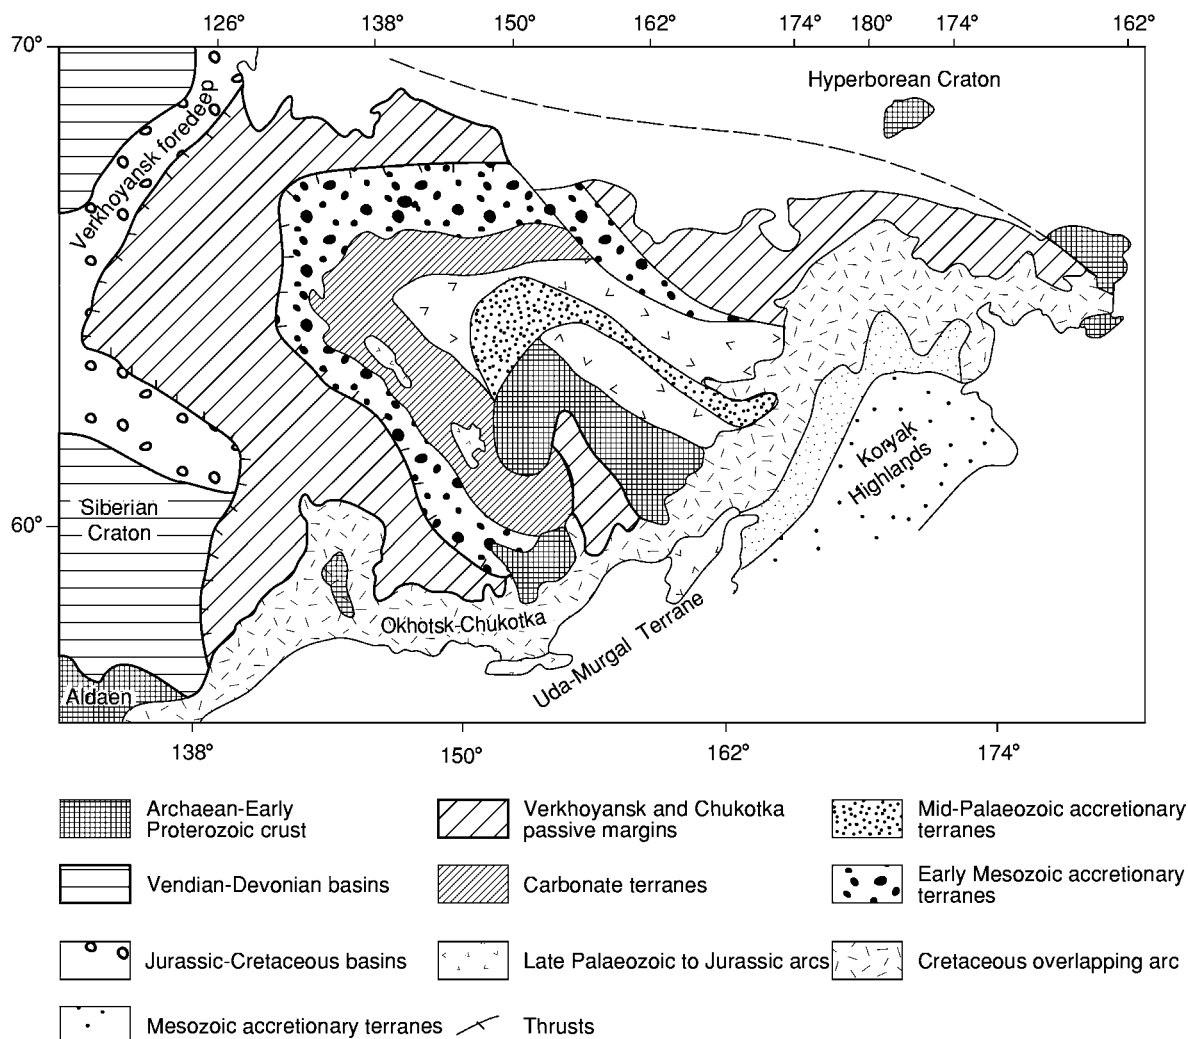 126° 138° 150° 162° 174° 180° 174° 162°
70°
Hyperborean Craton
Verkhoyansk foredeep
Koryak
Highlands
Siberian
Craton
60°
Okhotsk-Chukotka
Uda-Murgal Terrane
Aldaen
138° 150° 162° 174°
Archaean-Early
Proterozoic crust
Verkhoyansk and Chukotka
passive margins
Mid-Palaeozoic accretionary
terranes
Vendian-Devonian basins
Carbonate terranes
Early Mesozoic accretionary
terranes
Jurassic-Cretaceous basins
Late Palaeozoic to Jurassic arcs
Cretaceous overlapping arc
Mesozoic accretionary terranes
Thrusts